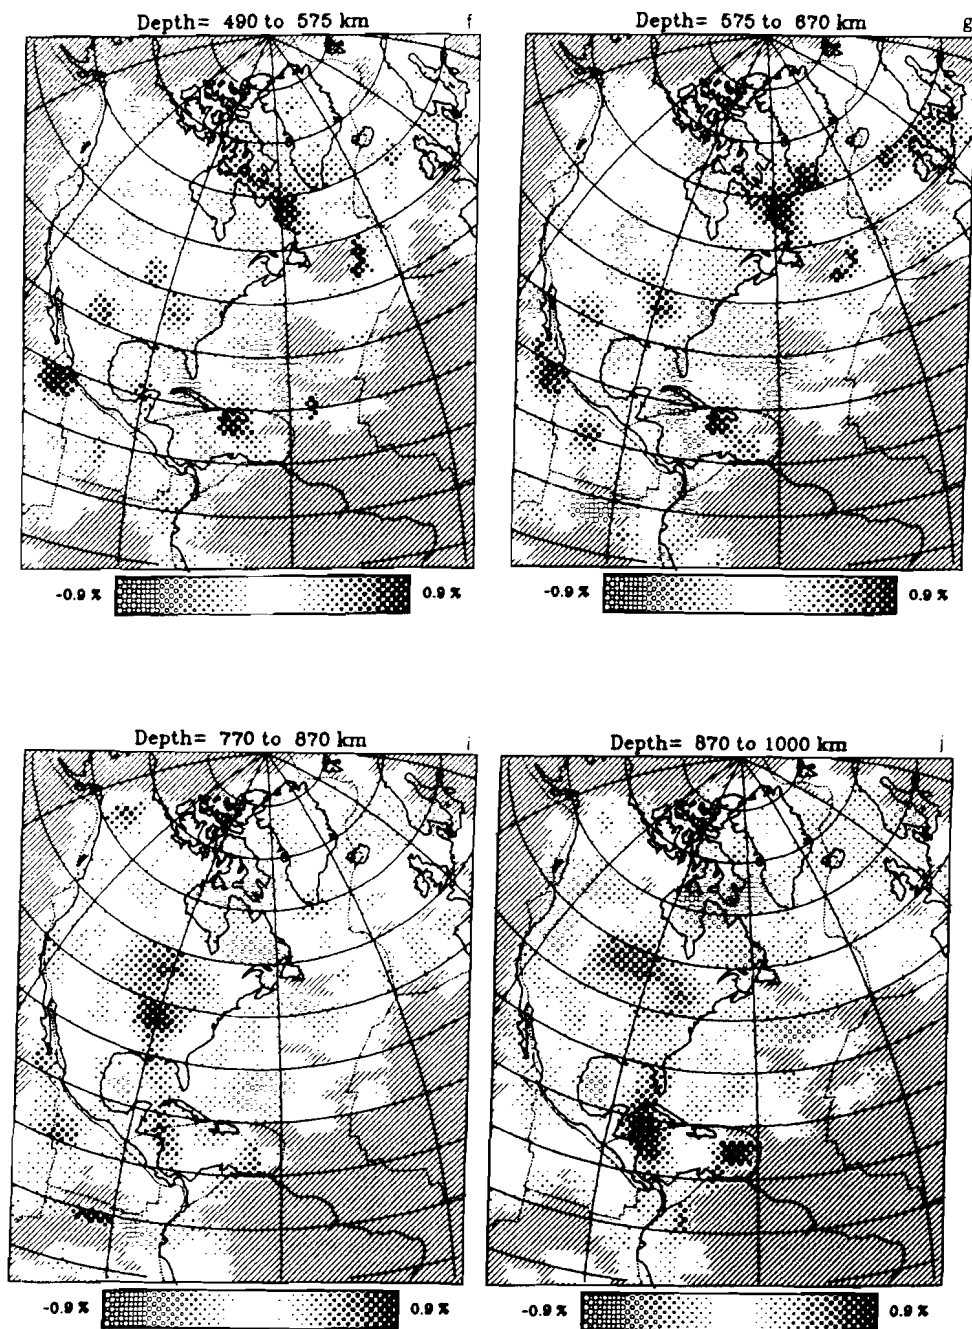 Depth= 490 to 575 km f
Depth= 575 to 670 km g
-0.9 % 0.9 %
-0.9 % 0.9 %
Depth= 770 to 870 km i
Depth= 870 to 1000 km j
-0.9 % 0.9 %
-0.9 % 0.9 %